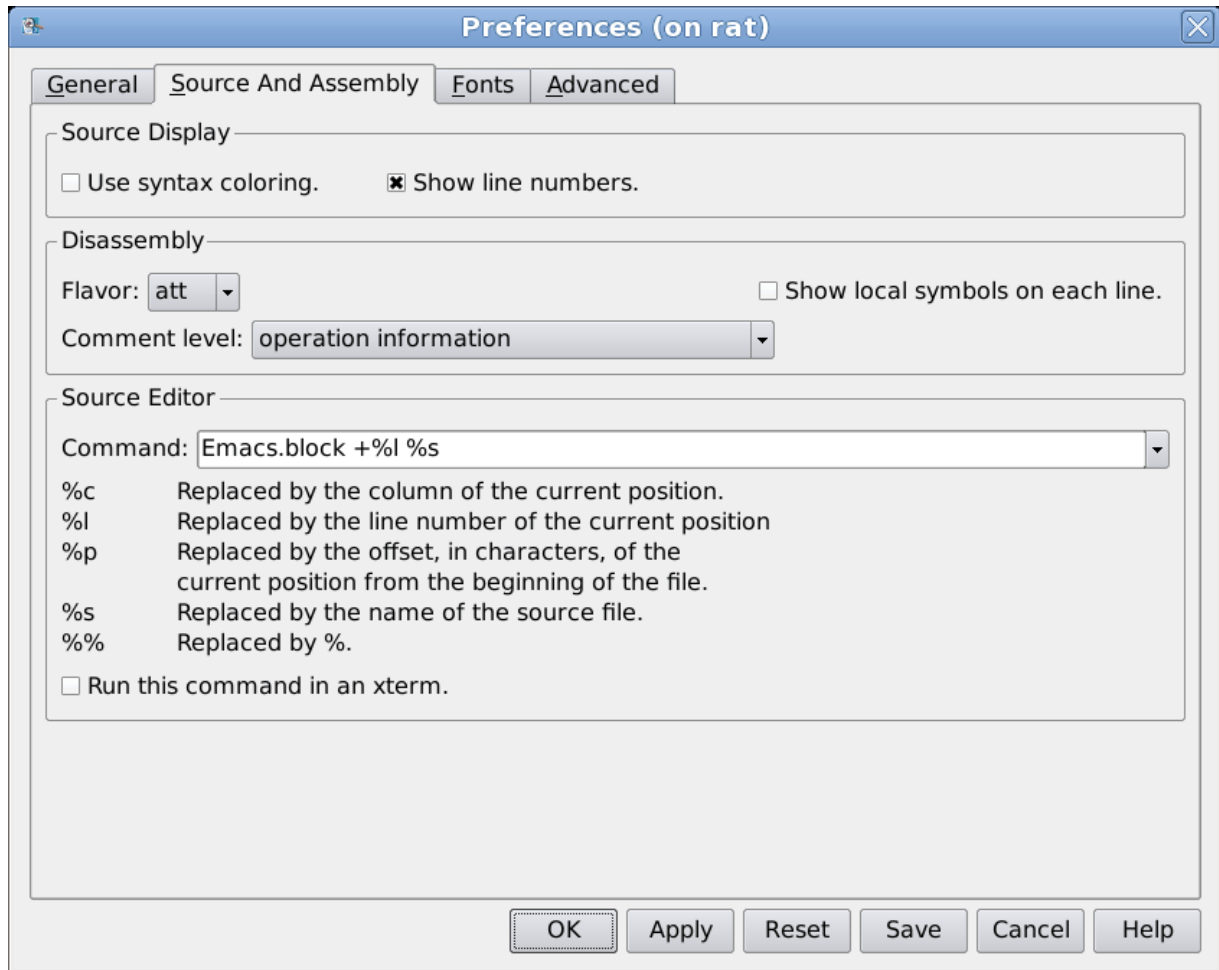 Preferences (on rat)
General Source And Assembly Fonts Advanced
Source Display
Use syntax coloring. Show line numbers.
Disassembly
Flavor: att Show local symbols on each line.
Comment level: operation information
Source Editor
Command: Emacs.block +%l %s
%c Replaced by the column of the current position.
%l Replaced by the line number of the current position
%p Replaced by the offset, in characters, of the
current position from the beginning of the file.
%s Replaced by the name of the source file.
%% Replaced by %.
Run this command in an xterm.
OK Apply Reset Save Cancel Help